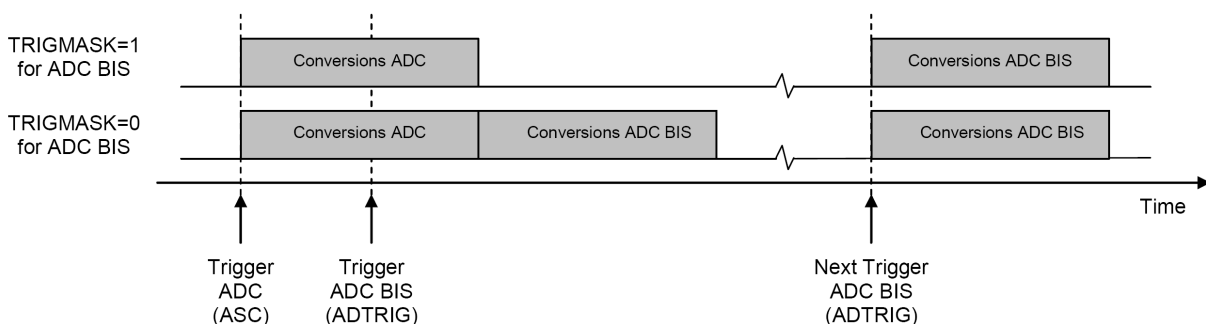 TRIGMASK=1
for ADC BIS
Conversions ADC
Conversions ADC BIS
TRIGMASK=0
for ADC BIS
Conversions ADC
Conversions ADC BIS
Conversions ADC BIS
Time
Trigger
ADC
(ASC)
Trigger
ADC BIS
(ADTRIG)
Next Trigger
ADC BIS
(ADTRIG)